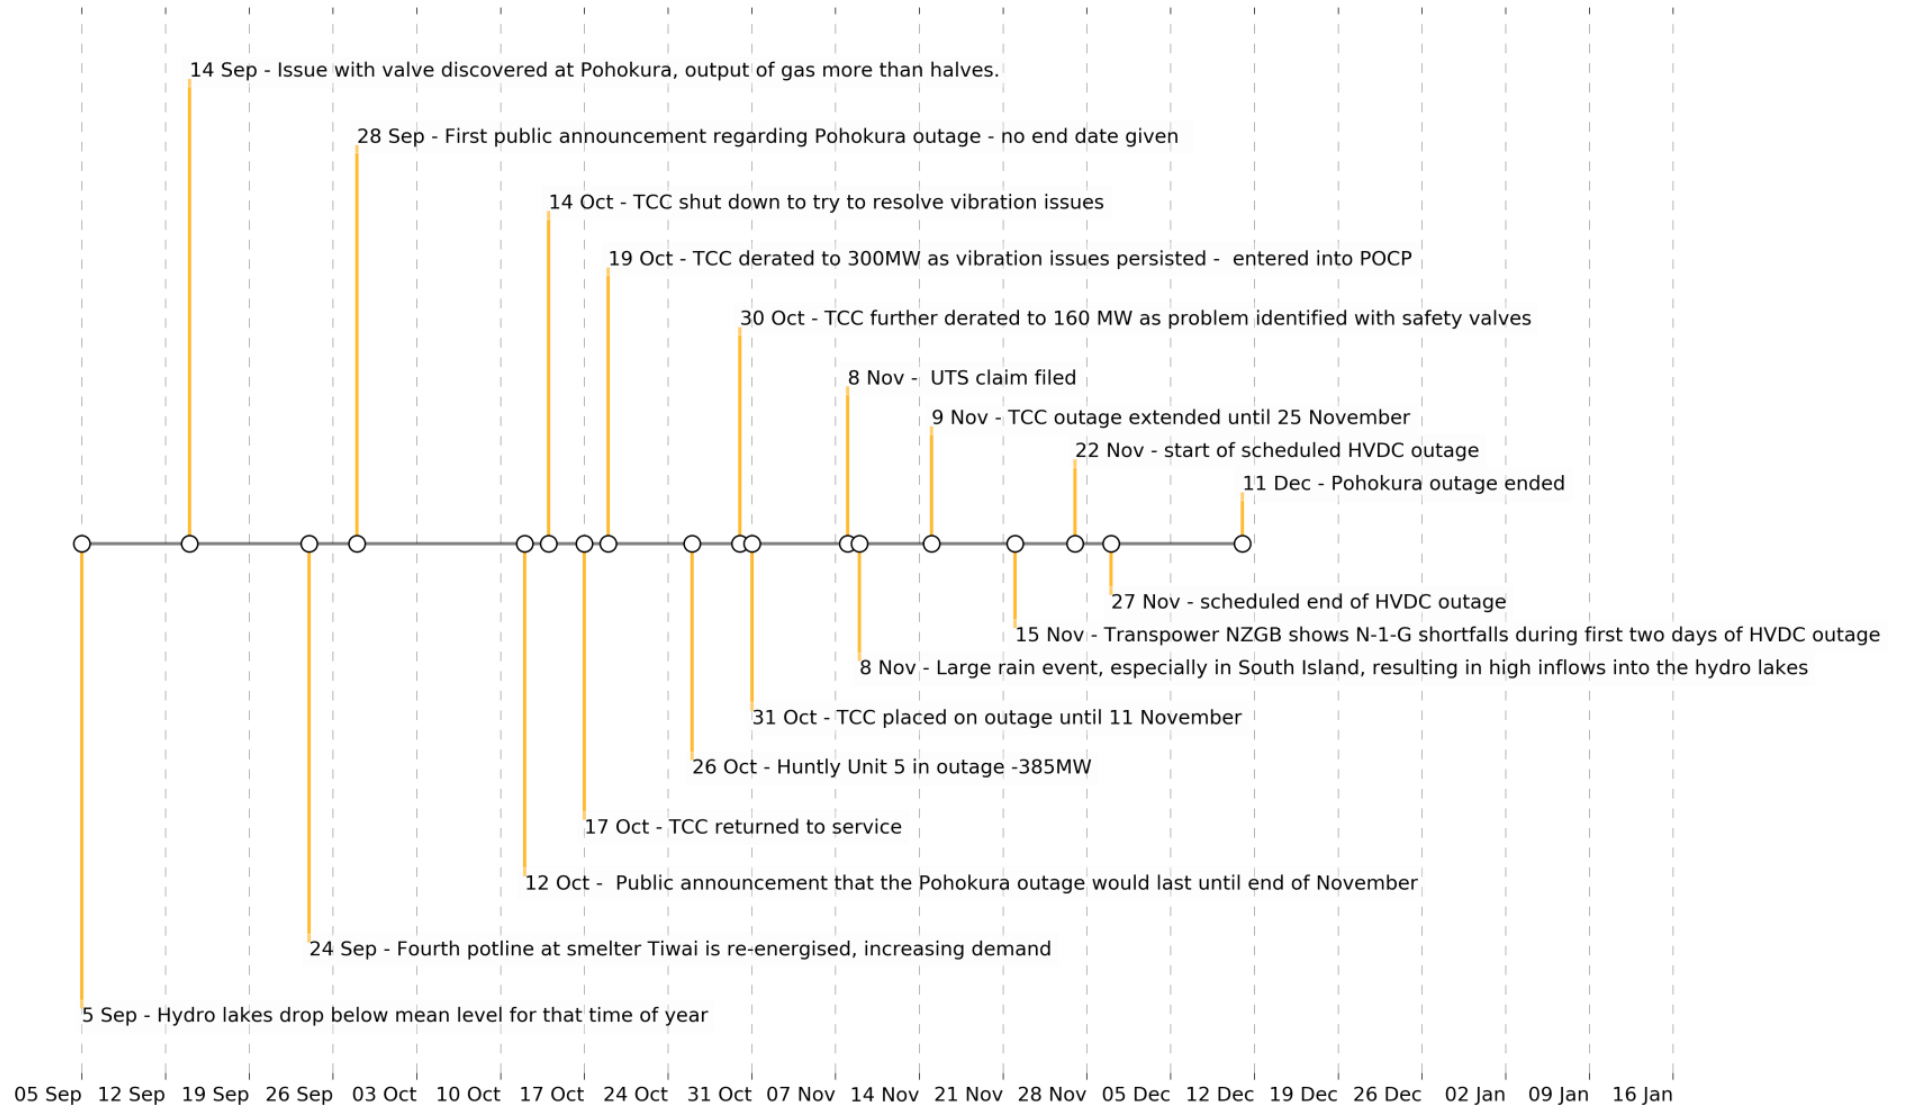 14 Sep - Issue with valve discovered at Pohokura, output of gas more than halves.
28 Sep - First public announcement regarding Pohokura outage - no end date given
14 Oct - TCC shut down to try to resolve vibration issues
19 Oct - TCC derated to 300MW as vibration issues persisted -  entered into POCP
30 Oct - TCC further derated to 160 MW as problem identified with safety valves
8 Nov -  UTS claim filed
9 Nov - TCC outage extended until 25 November
22 Nov - start of scheduled HVDC outage
11 Dec - Pohokura outage ended
27 Nov - scheduled end of HVDC outage
15 Nov - Transpower NZGB shows N-1-G shortfalls during first two days of HVDC outage
8 Nov - Large rain event, especially in South Island, resulting in high inflows into the hydro lakes
31 Oct - TCC placed on outage until 11 November
26 Oct - Huntly Unit 5 in outage -385MW
17 Oct - TCC returned to service
12 Oct -  Public announcement that the Pohokura outage would last until end of November
24 Sep - Fourth potline at smelter Tiwai is re-energised, increasing demand
5 Sep - Hydro lakes drop below mean level for that time of year
05 Sep 12 Sep 19 Sep 26 Sep 03 Oct 10 Oct 17 Oct 24 Oct 31 Oct 07 Nov 14 Nov 21 Nov 28 Nov 05 Dec 12 Dec 19 Dec 26 Dec 02 Jan 09 Jan 16 Jan